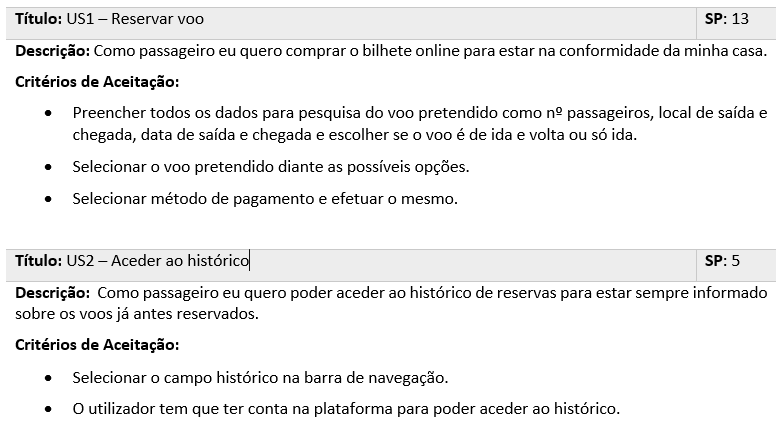 Título: US1 – Reservar voo SP: 13
Descrição: Como passageiro eu quero comprar o bilhete online para estar na conformidade da minha casa.
Critérios de Aceitação:
• Preencher todos os dados para pesquisa do voo pretendido como nº passageiros, local de saída e
chegada, data de saída e chegada e escolher se o voo é de ida e volta ou só ida.
• Selecionar o voo pretendido diante as possíveis opções.
• Selecionar método de pagamento e efetuar o mesmo.
Título: US2 – Aceder ao histórico SP: 5
Descrição: Como passageiro eu quero poder aceder ao histórico de reservas para estar sempre informado
sobre os voos já antes reservados.
Critérios de Aceitação:
• Selecionar o campo histórico na barra de navegação.
• O utilizador tem que ter conta na plataforma para poder aceder ao histórico.